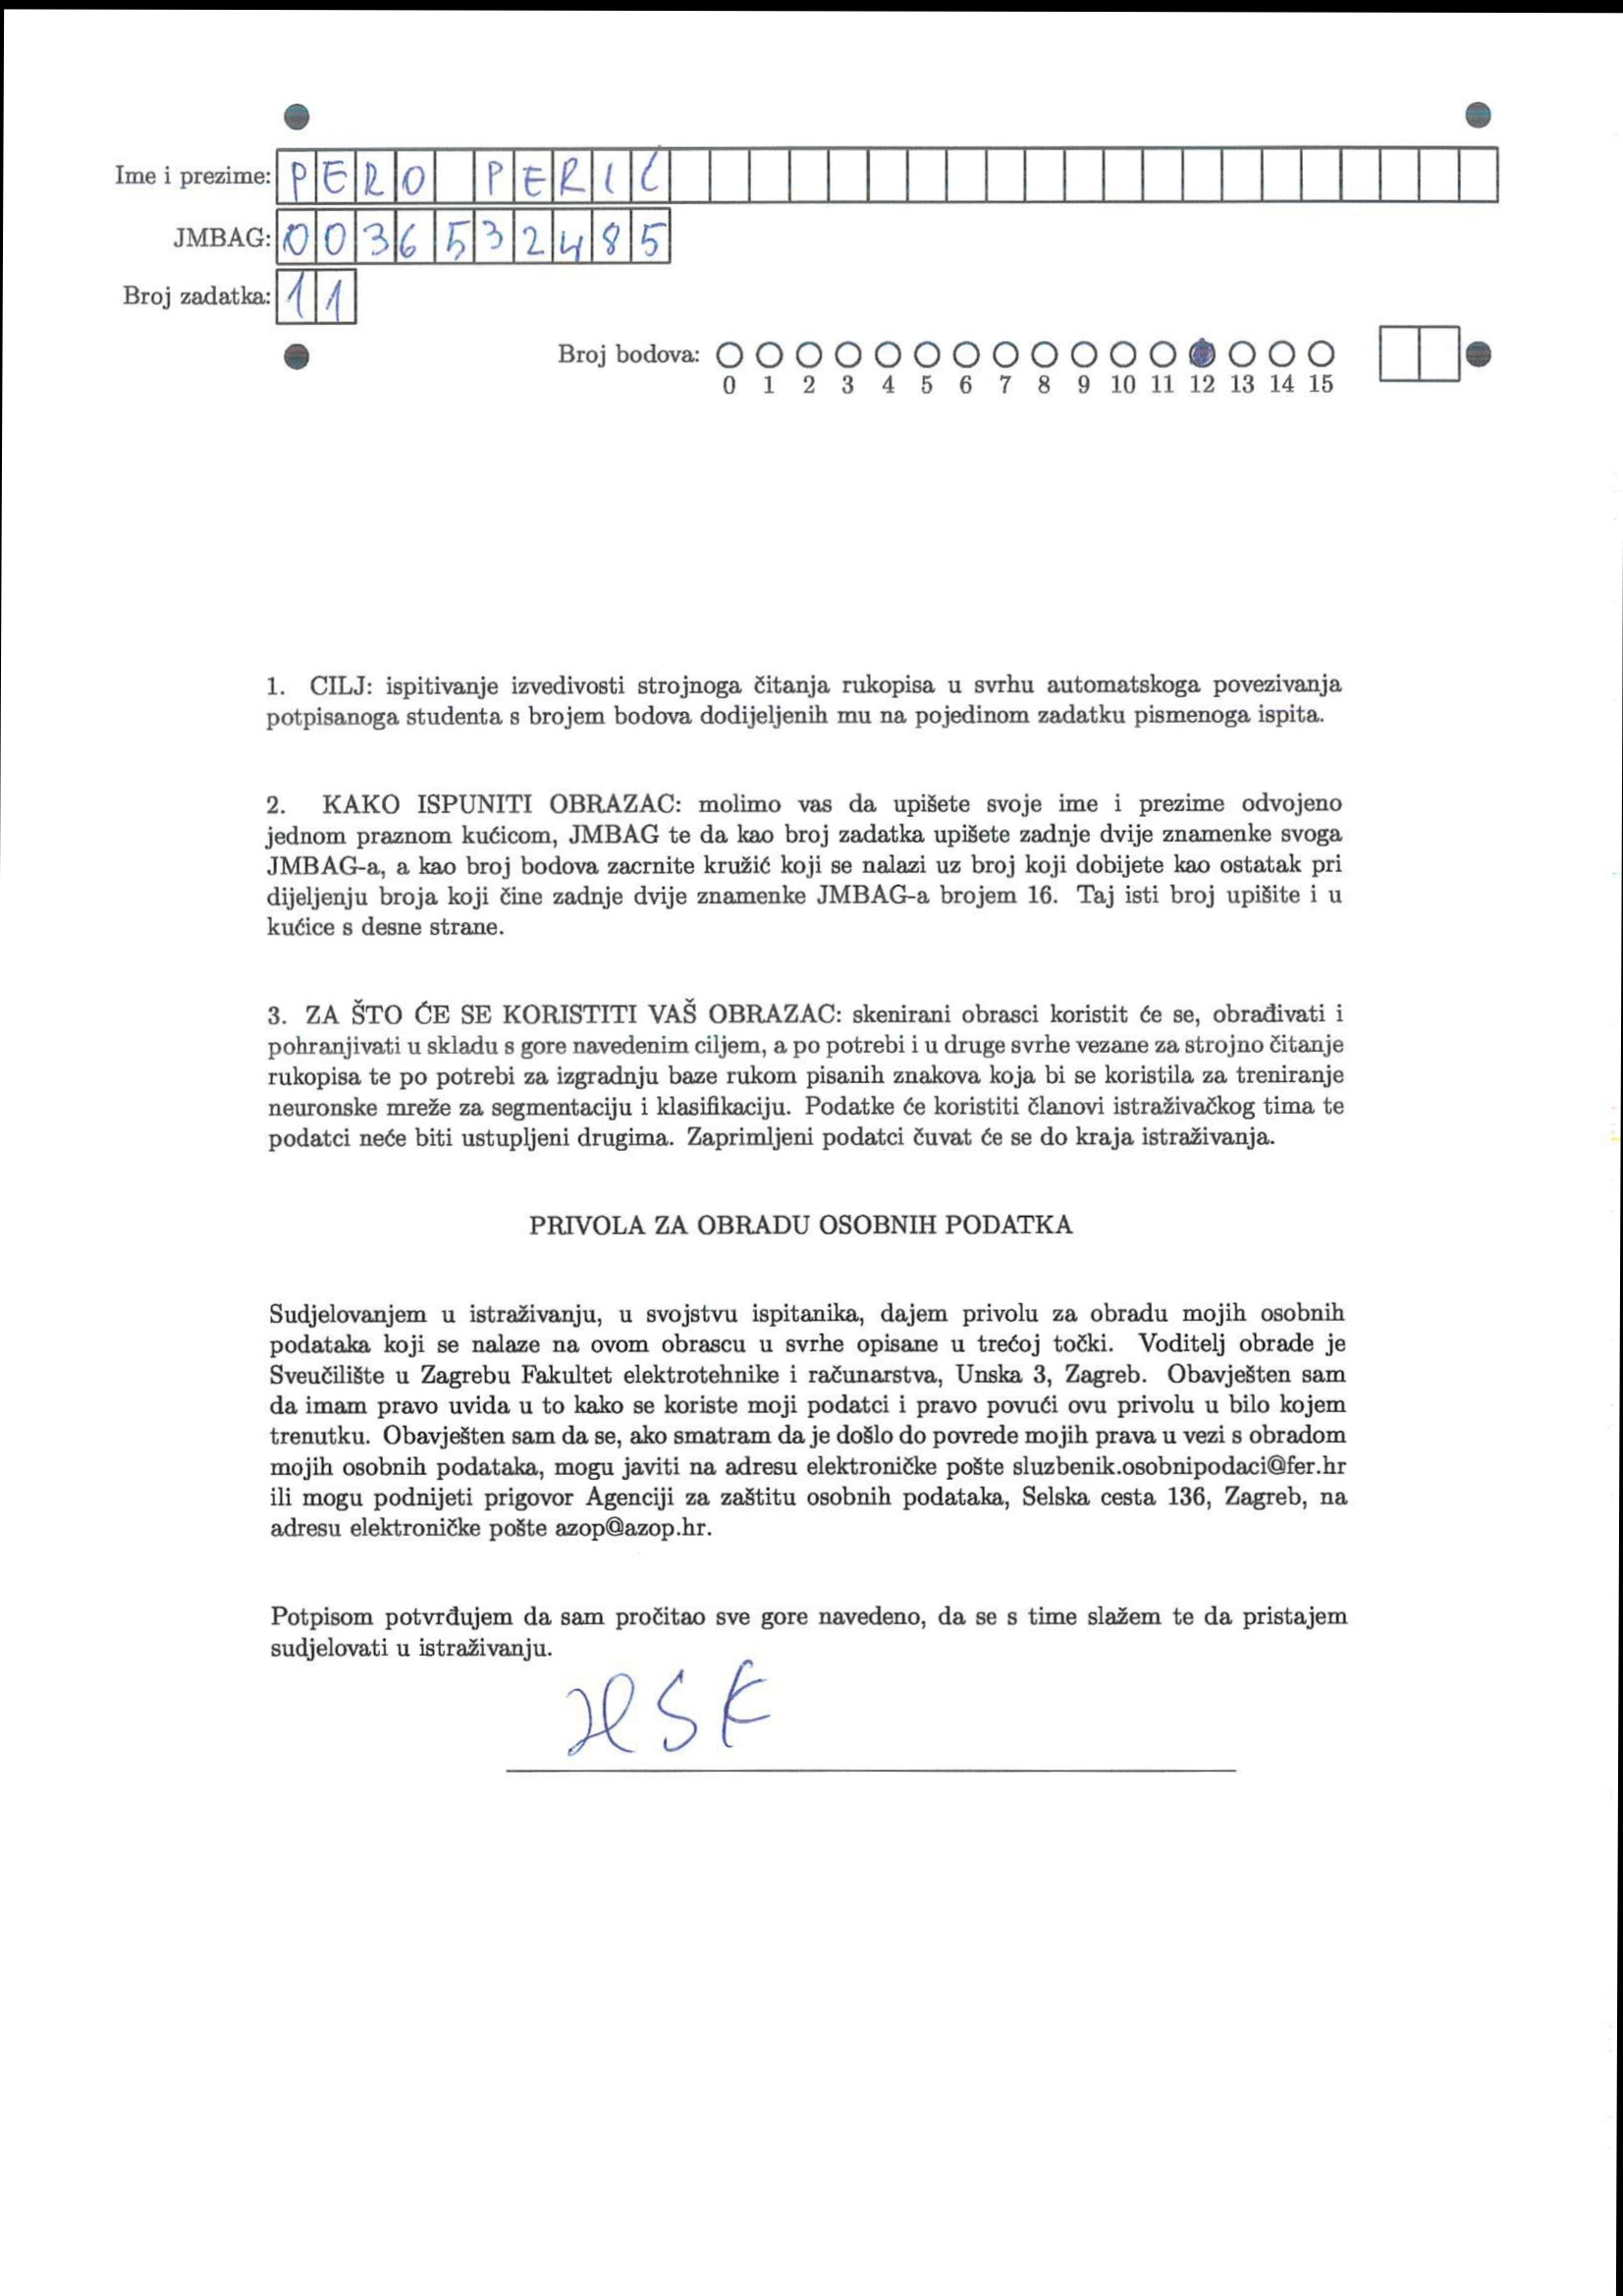 Ime i prezime: PERO PERIĆ
JMBAG: 0036532485
Broj zadatka: 11
Broj bodova:
0 1 2 3 4 5 6 7 8 9 10 11 12 13 14 15
1. CILJ: ispitivanje izvedivosti strojnoga čitanja rukopisa u svrhu automatskoga povezivanja
potpisanoga studenta s brojem bodova dodijeljenih mu na pojedinom zadatku pismenoga ispita.
2. KAKO ISPUNITI OBRAZAC: molimo vas da upišete svoje ime i prezime odvojeno
jednom praznom kućicom, JMBAG te da kao broj zadatka upišete zadnje dvije znamenke svoga
JMBAG-a, a kao broj bodova zacrnite kružić koji se nalazi uz broj koji dobijete kao ostatak pri
dijeljenju broja koji čine zadnje dvije znamenke JMBAG-a brojem 16. Taj isti broj upišite i u
kućice s desne strane.
3. ZA ŠTO ĆE SE KORISTITI VAŠ OBRAZAC: skenirani obrasci koristit će se, obrađivati i
pohranjivati u skladu s gore navedenim ciljem, a po potrebi i u druge svrhe vezane za strojno čitanje
rukopisa te po potrebi za izgradnju baze rukom pisanih znakova koja bi se koristila za treniranje
neuronske mreže za segmentaciju i klasifikaciju. Podatke će koristiti članovi istraživačkog tima te
podatci neće biti ustupljeni drugima. Zaprimljeni podatci čuvat će se do kraja istraživanja.
PRIVOLA ZA OBRADU OSOBNIH PODATKA
Sudjelovanjem u istraživanju, u svojstvu ispitanika, dajem privolu za obradu mojih osobnih
podataka koji se nalaze na ovom obrascu u svrhe opisane u trećoj točki. Voditelj obrade je
Sveučilište u Zagrebu Fakultet elektrotehnike i računarstva, Unska 3, Zagreb. Obavješten sam
da imam pravo uvida u to kako se koriste moji podatci i pravo povući ovu privolu u bilo kojem
trenutku. Obavješten sam da se, ako smatram da je došlo do povrede mojih prava u vezi s obradom
mojih osobnih podataka, mogu javiti na adresu elektroničke pošte sluzbenik.osobnipodaci@fer.hr
ili mogu podnijeti prigovor Agenciji za zaštitu osobnih podataka, Selska cesta 136, Zagreb, na
adresu elektroničke pošte azop@azop.hr.
Potpisom potvrđujem da sam pročitao sve gore navedeno, da se s time slažem te da pristajem
sudjelovati u istraživanju.